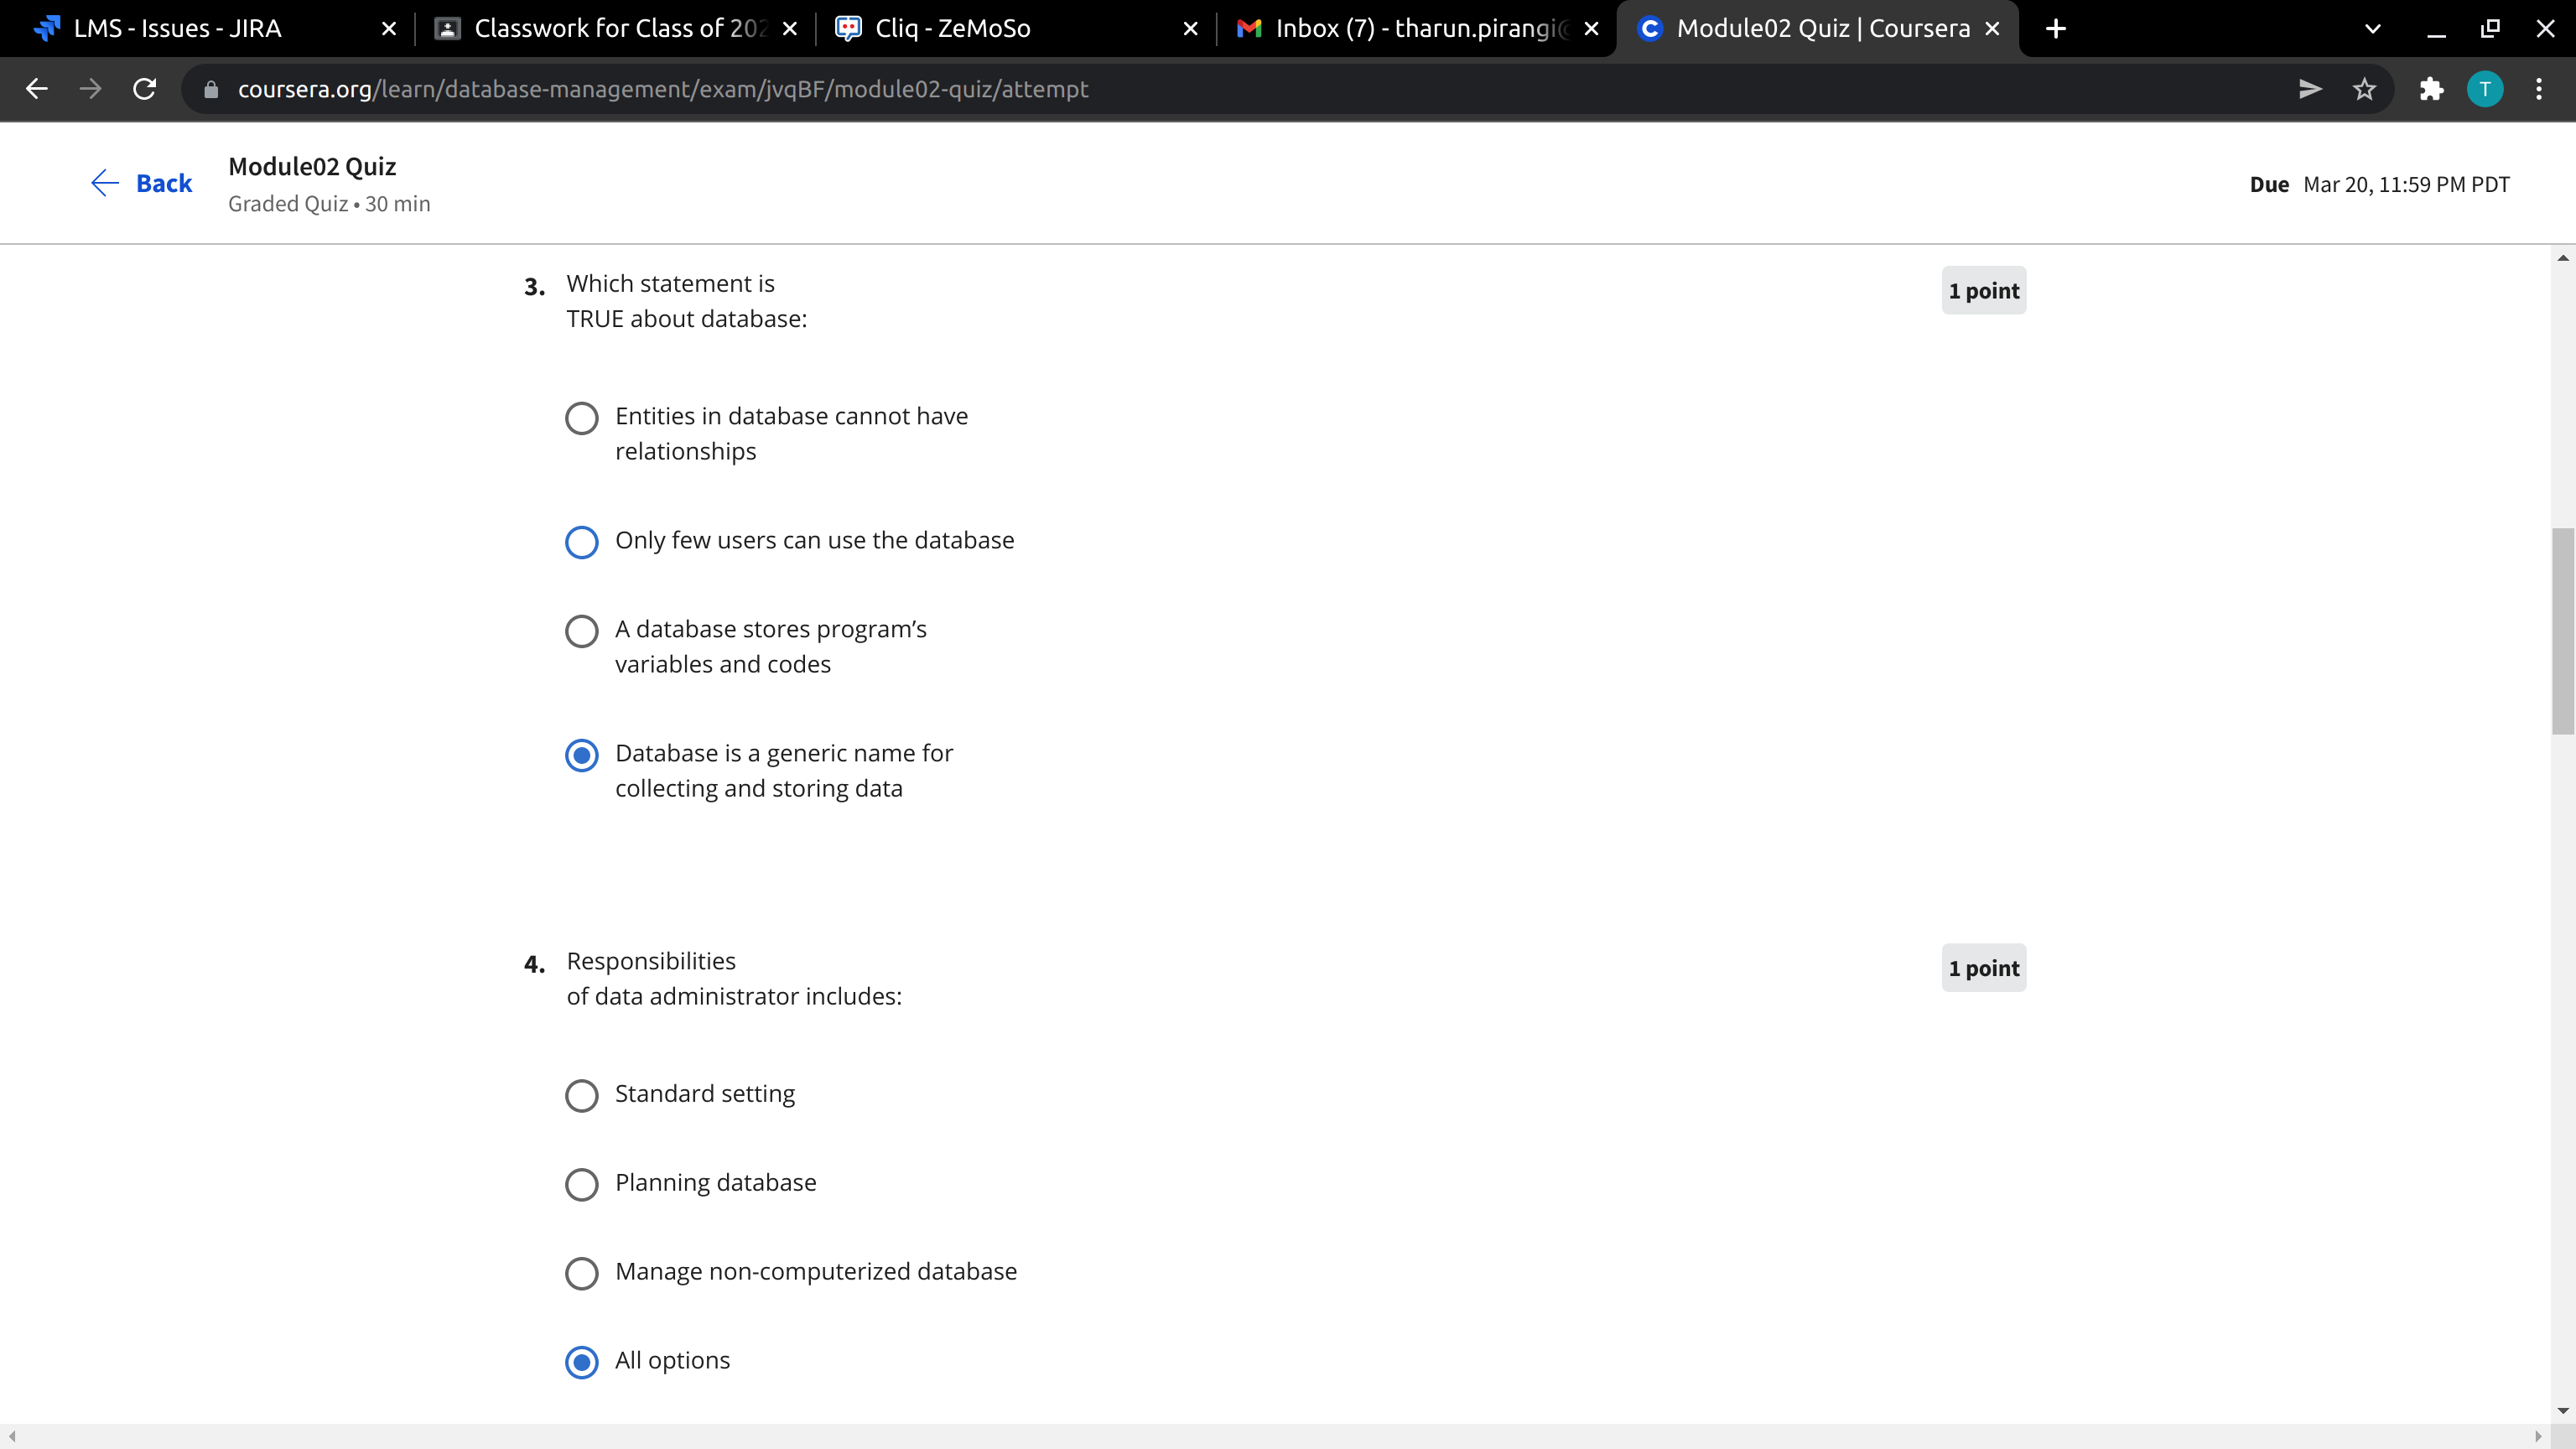 LMS - Issues - JIRA
Classwork for Class of 202
Cliq - ZeMoSo
Inbox (7) - tharun.pirangi@
Module02 Quiz | Coursera
coursera.org/learn/database-management/exam/jvqBF/module02-quiz/attempt
T
Back
Module02 Quiz
Graded Quiz • 30 min
Due Mar 20, 11:59 PM PDT
3. Which statement is
TRUE about database:
1 point
Entities in database cannot have
relationships
Only few users can use the database
A database stores program’s
variables and codes
Database is a generic name for
collecting and storing data
4. Responsibilities
of data administrator includes:
1 point
Standard setting
Planning database
Manage non-computerized database
All options